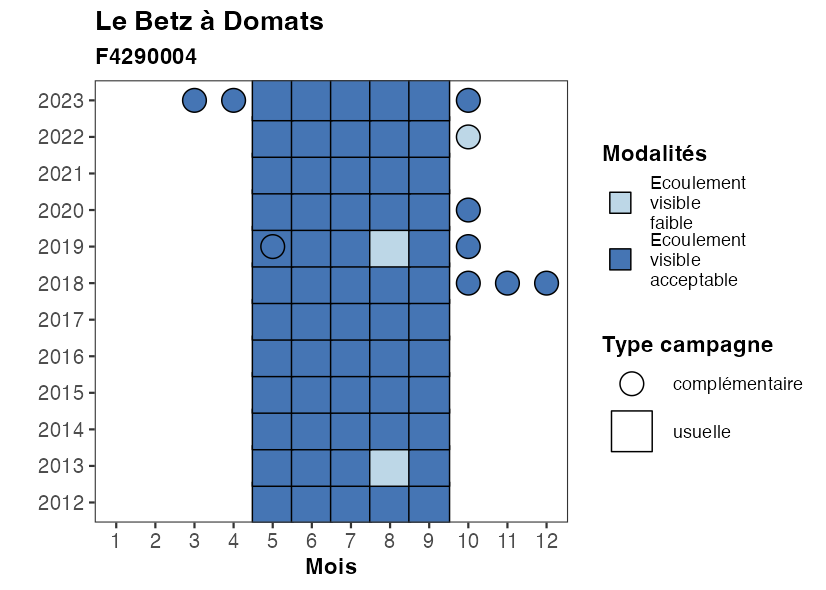 Le Betz à Domats
F4290004
2023
2022
2021
2020
2019
2018
2017
2016
2015
2014
2013
2012
1 2 3 4 5 6 7 8 9 10 11 12
Mois
Modalités
Ecoulement
visible
faible
Ecoulement
visible
acceptable
Type campagne
complémentaire
usuelle